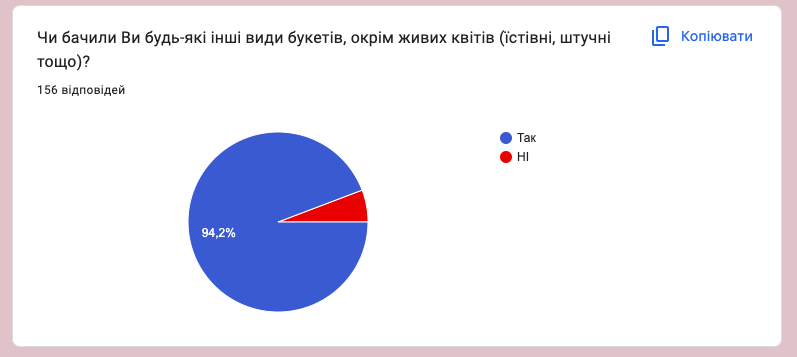 Чи бачили Ви будь-які інші види букетів, окрім живих квітів (їстівні, штучні
тощо)?
Копіювати
156 відповідей
Так
НІ
94,2%